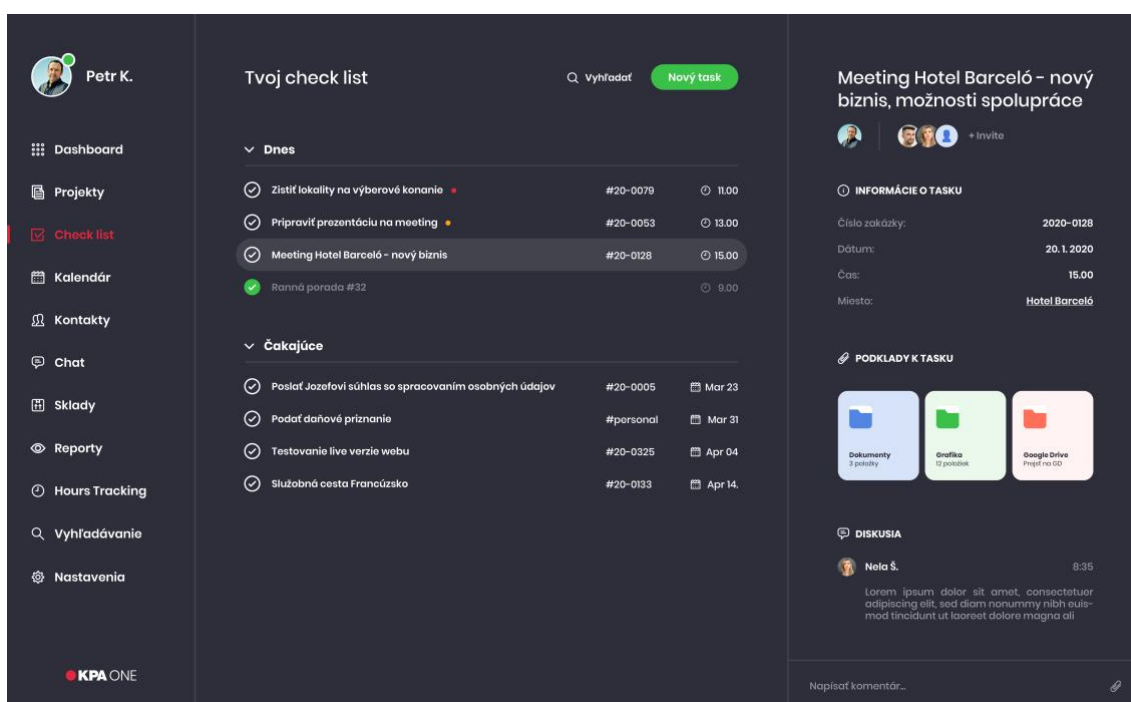 Petr K.
Dashboard
Projekty
Check list
Kalendár
Kontakty
Chat
Sklady
Reporty
Hours Tracking
Vyhľadávanie
Nastavenia
KPA ONE
Tvoj check list
Vyhľadať
Nový task
Dnes
Zistiť lokality na výberové konanie #20-0079 11.00
Pripraviť prezentáciu na meeting #20-0053 13.00
Meeting Hotel Barceló - nový biznis #20-0128 15.00
Ranná porada #32 9.00
Čakajúce
Poslať Jozefovi súhlas so spracovaním osobných údajov #20-0005 Mar 23
Podať daňové priznanie #personal Mar 31
Testovanie live verzie webu #20-0325 Apr 04
Služobná cesta Francúzsko #20-0133 Apr 14.
Meeting Hotel Barceló - nový
biznis, možnosti spolupráce
+ Invite
INFORMÁCIE O TASKU
Číslo zakázky: 2020-0128
Dátum: 20. 1. 2020
Čas: 15.00
Miesto: Hotel Barceló
PODKLADY K TASKU
Dokumenty
3 položky
Grafika
12 položiek
Google Drive
Prejsť na GD
DISKUSIA
Nela Š. 8:35
Lorem ipsum dolor sit amet, consectetuer
adipiscing elit, sed diam nonummy nibh euis-
mod tincidunt ut laoreet dolore magna ali
Napísať komentár...